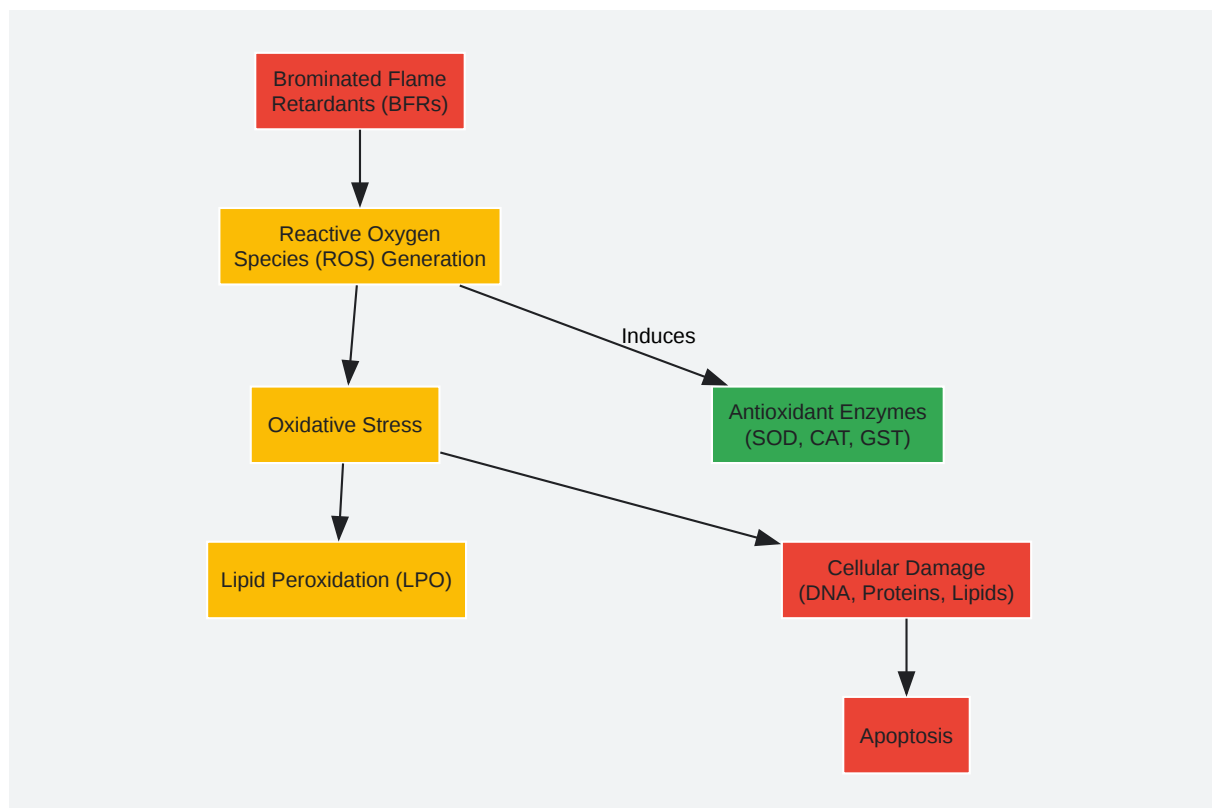 Brominated Flame
Retardants (BFRs)
Reactive Oxygen
Species (ROS) Generation
Induces
Oxidative Stress
Antioxidant Enzymes
(SOD, CAT, GST)
Lipid Peroxidation (LPO)
Cellular Damage
(DNA, Proteins, Lipids)
Apoptosis